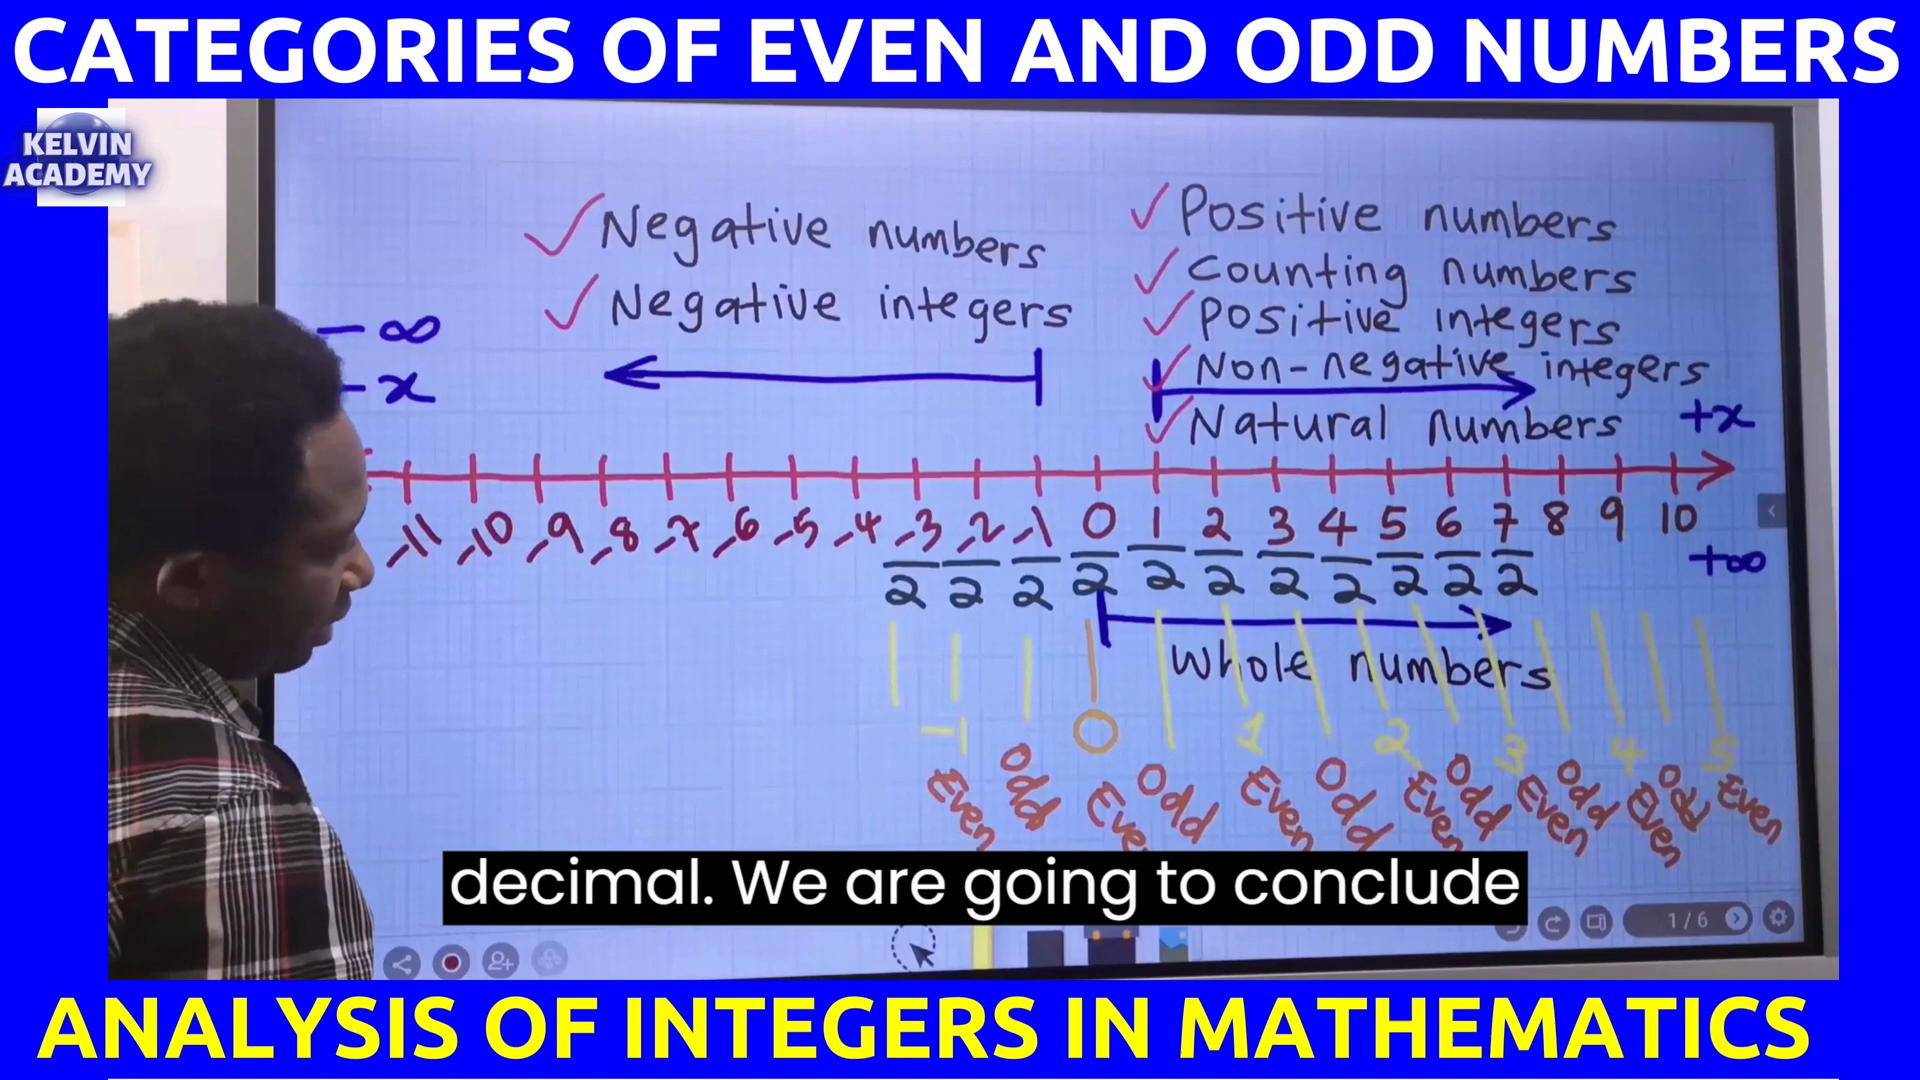 CATEGORIES OF EVEN AND ODD NUMBERS
KELVIN
ACADEMY
✓ Negative numbers
✓ Negative integers
✓ Positive numbers
✓ Counting numbers
✓ Positive integers
✓ Non-negative integers
✓ Natural numbers
-∞
-x
+x
-11 -10 -9 -8 -7 -6 -5 -4 -3 -2 -1 0 1 2 3 4 5 6 7 8 9 10
2 2 2 2 2 2 2 2 2 2 2
+∞
Whole numbers
-1 0 1 2 3 4 5
Even Odd Even Odd Even Odd Even Odd Even Odd Even Odd Even
decimal. We are going to conclude
1/6
ANALYSIS OF INTEGERS IN MATHEMATICS